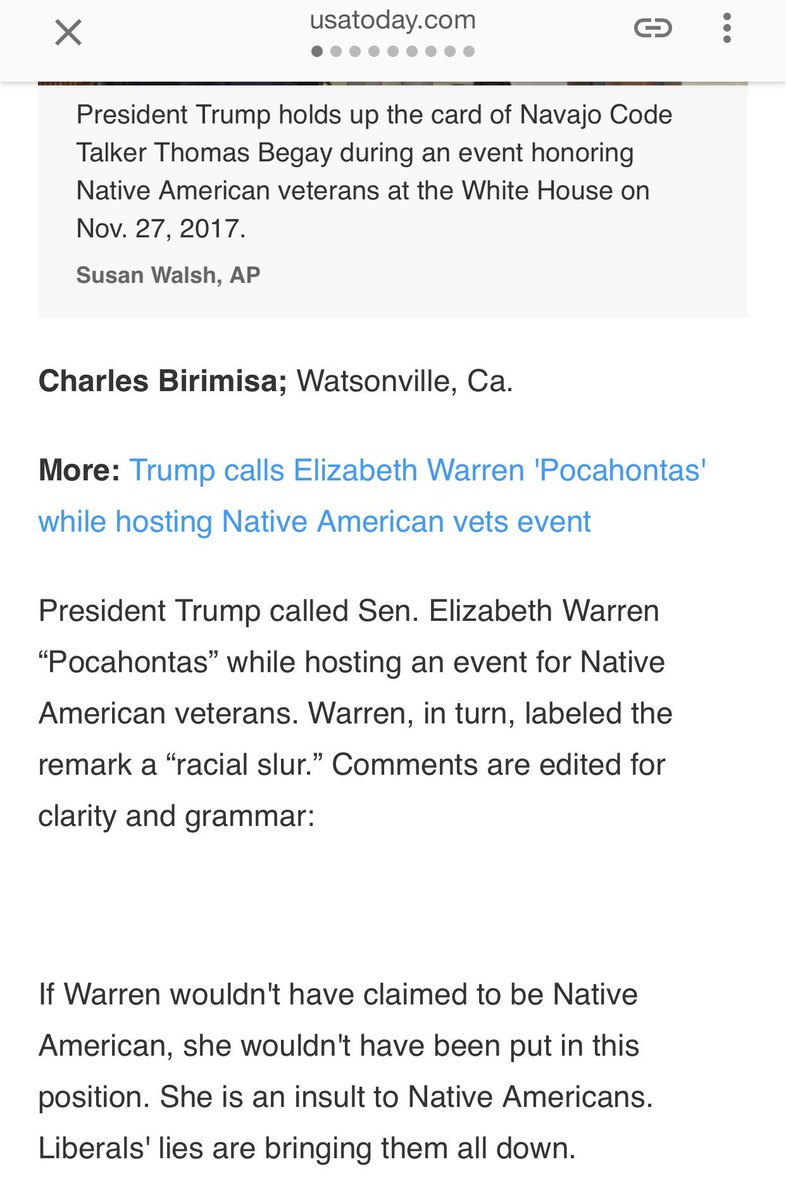 usatoday.com
President Trump holds up the card of Navajo Code
Talker Thomas Begay during an event honoring
Native American veterans at the White House on
Nov. 27, 2017.
Susan Walsh, AP
Charles Birimisa; Watsonville, Ca.
More: Trump calls Elizabeth Warren 'Pocahontas'
while hosting Native American vets event
President Trump called Sen. Elizabeth Warren
“Pocahontas” while hosting an event for Native
American veterans. Warren, in turn, labeled the
remark a “racial slur.” Comments are edited for
clarity and grammar:
If Warren wouldn't have claimed to be Native
American, she wouldn't have been put in this
position. She is an insult to Native Americans.
Liberals' lies are bringing them all down.